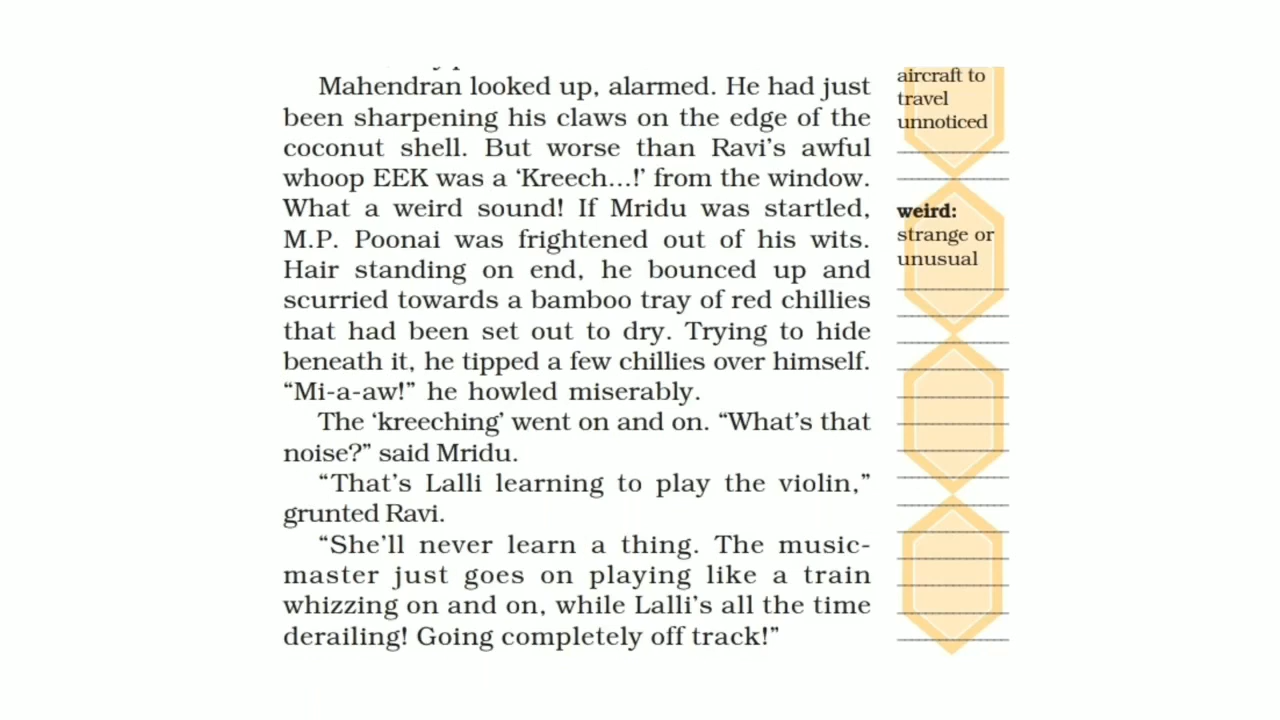 Mahendran looked up, alarmed. He had just
been sharpening his claws on the edge of the
coconut shell. But worse than Ravi's awful
whoop EEK was a ‘Kreech...!’ from the window.
What a weird sound! If Mridu was startled,
M.P. Poonai was frightened out of his wits.
Hair standing on end, he bounced up and
scurried towards a bamboo tray of red chillies
that had been set out to dry. Trying to hide
beneath it, he tipped a few chillies over himself.
“Mi-a-aw!” he howled miserably.
The ‘kreeching’ went on and on. “What's that
noise?” said Mridu.
“That's Lalli learning to play the violin,”
grunted Ravi.
“She'll never learn a thing. The music-
master just goes on playing like a train
whizzing on and on, while Lalli's all the time
derailing! Going completely off track!”
aircraft to
travel
unnoticed
weird:
strange or
unusual